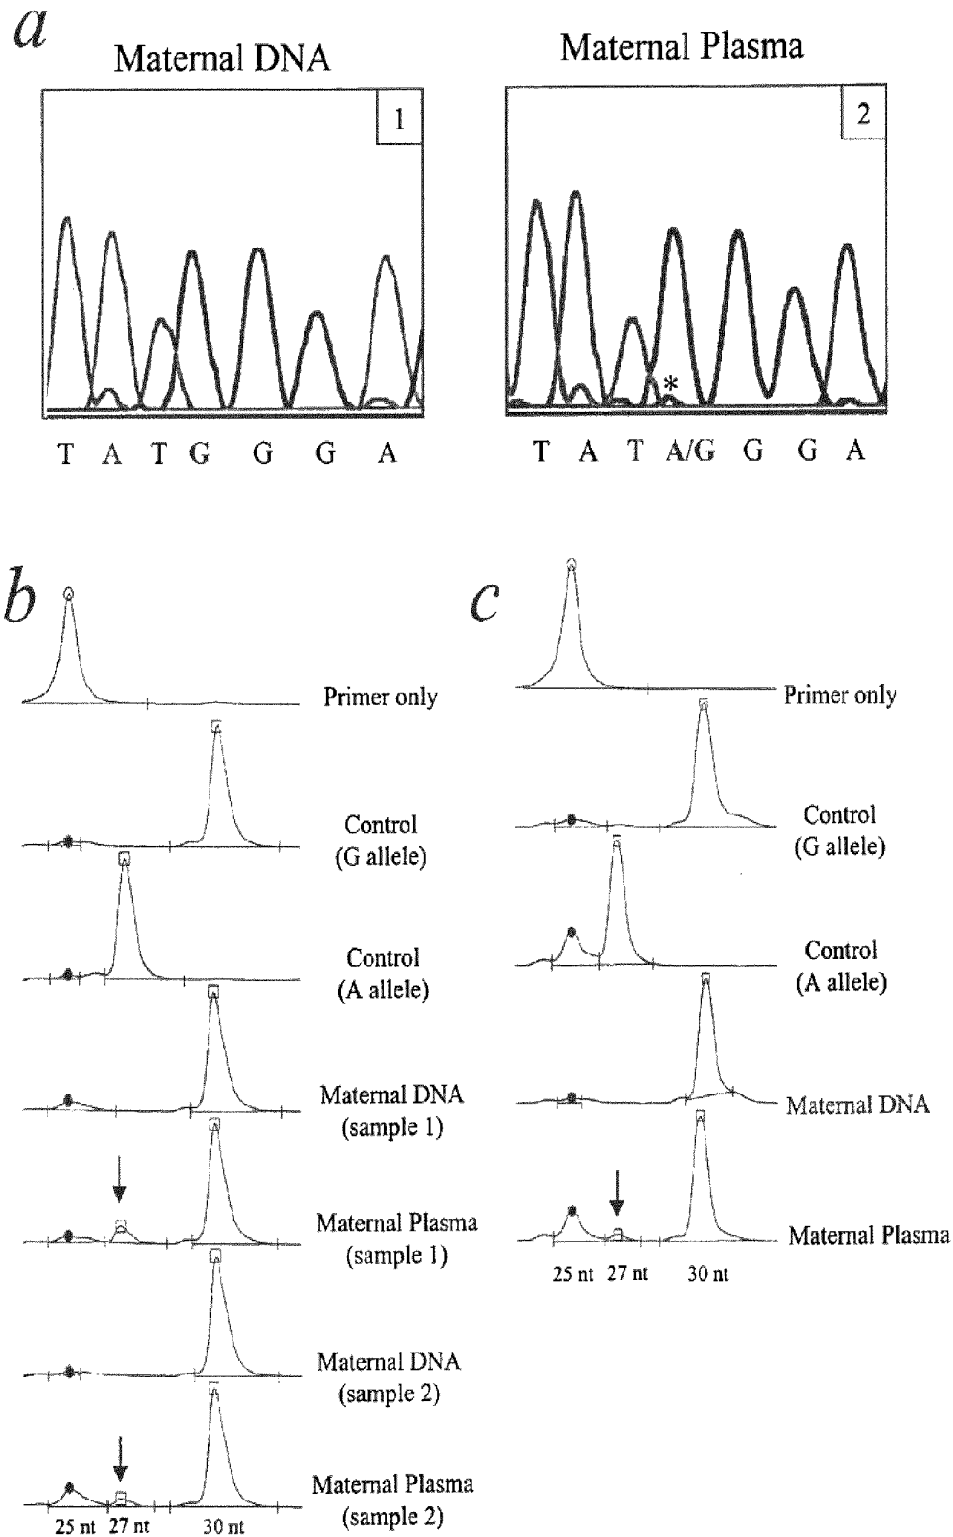 a
Maternal DNA
Maternal Plasma
1
2
*
T A T G G G A
T A T A/G G G A
b
c
Primer only
Control
(G allele)
Control
(A allele)
Maternal DNA
(sample 1)
Maternal Plasma
(sample 1)
Maternal DNA
(sample 2)
Maternal Plasma
(sample 2)
25 nt 27 nt 30 nt
Primer only
Control
(G allele)
Control
(A allele)
Maternal DNA
Maternal Plasma
25 nt 27 nt 30 nt